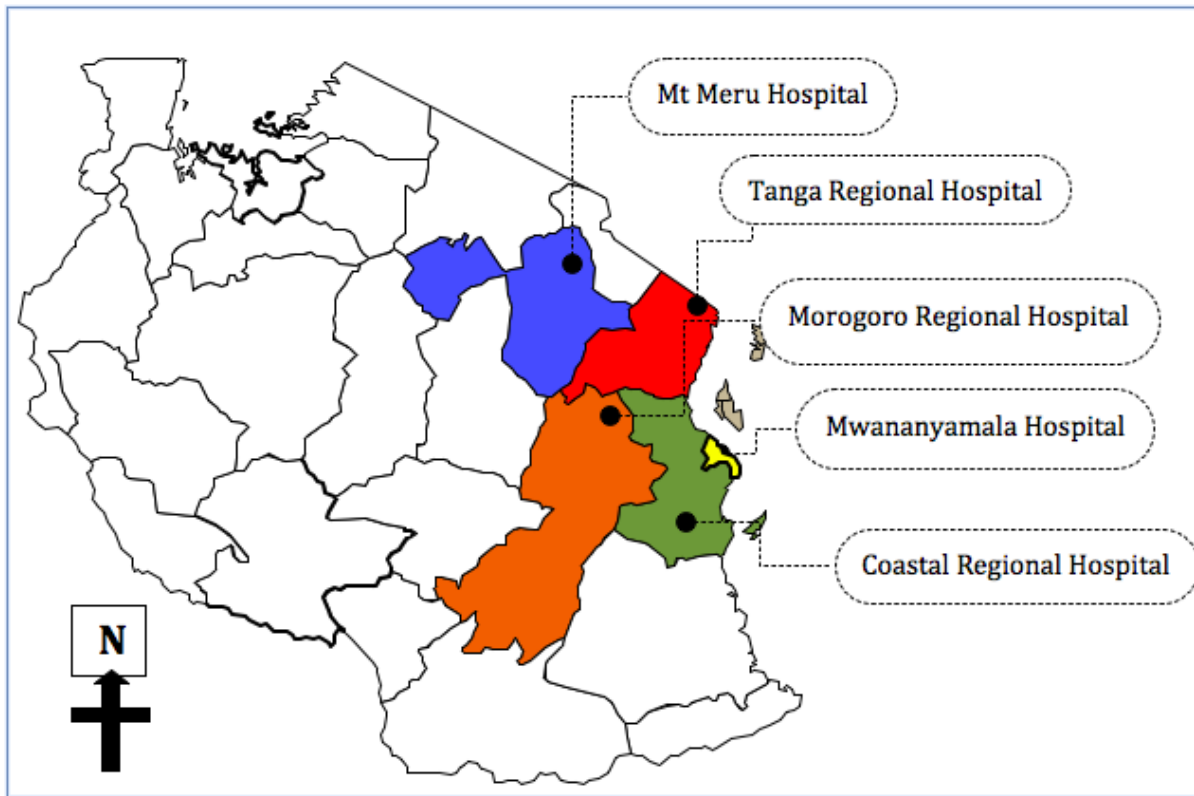 Mt Meru Hospital
Tanga Regional Hospital
Morogoro Regional Hospital
Mwananyamala Hospital
Coastal Regional Hospital
N